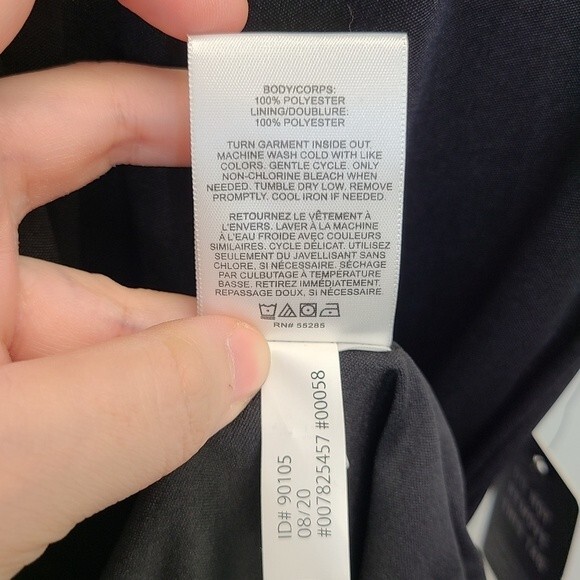 BODY/CORPS:
100% POLYESTER
LINING/DOUBLURE:
100% POLYESTER
TURN GARMENT INSIDE OUT.
MACHINE WASH COLD WITH LIKE
COLORS. GENTLE CYCLE. ONLY
NON-CHLORINE BLEACH WHEN
NEEDED. TUMBLE DRY LOW. REMOVE
PROMPTLY. COOL IRON IF NEEDED.
RETOURNEZ LE VÊTEMENT À
L'ENVERS. LAVER À LA MACHINE
À L'EAU FROIDE AVEC COULEURS
SIMILAIRES. CYCLE DÉLICAT. UTILISEZ
SEULEMENT DU JAVELLISANT SANS
CHLORE, SI NÉCESSAIRE. SÉCHAGE
PAR CULBUTAGE À TEMPÉRATURE
BASSE. RETIREZ IMMÉDIATEMENT.
REPASSAGE DOUX, SI NÉCESSAIRE.
RN# 55285
ID# 90105
08/20
#007825457 #00058